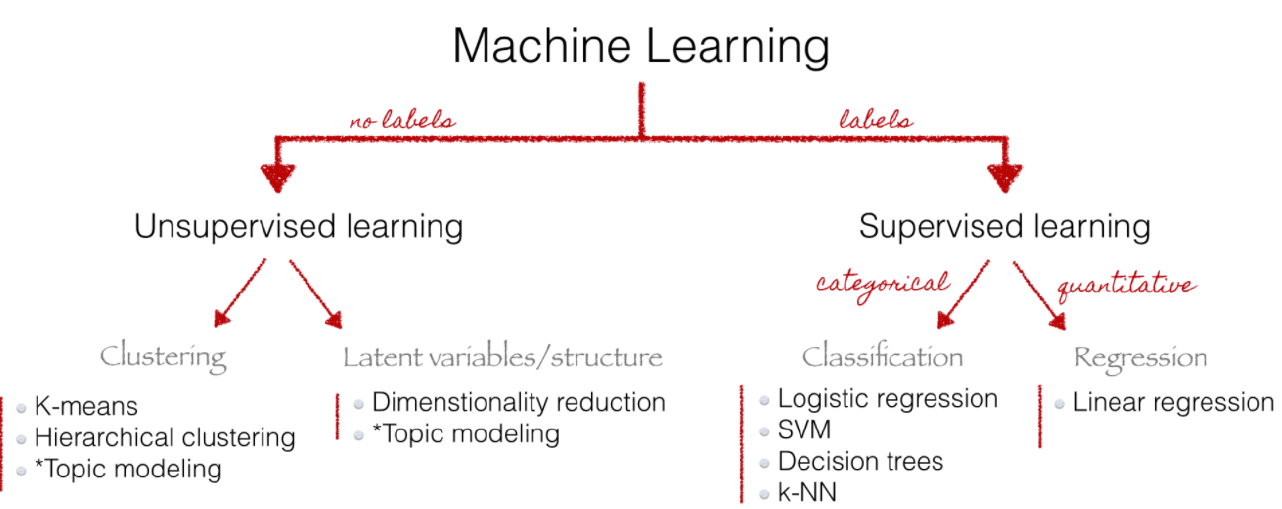 Machine Learning
no labels
labels
Unsupervised learning
Supervised learning
categorical
quantitative
Clustering
Latent variables/structure
Classification
Regression
K-means
Hierarchical clustering
*Topic modeling
Dimenstionality reduction
*Topic modeling
Logistic regression
SVM
Decision trees
k-NN
Linear regression